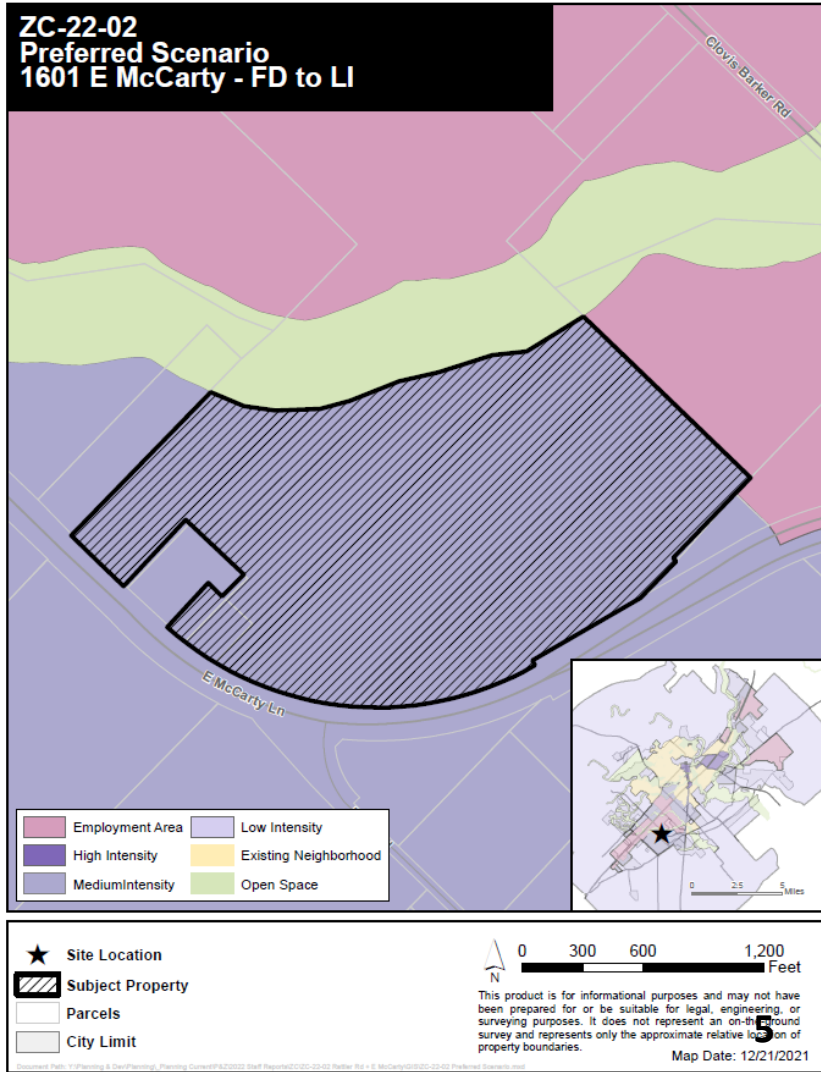 ZC-22-02
Preferred Scenario
1601 E McCarty - FD to LI
Clovis Barker Rd
E McCarty Ln
Employment Area
High Intensity
MediumIntensity
Low Intensity
Existing Neighborhood
Open Space
0 2.5 5
Miles
Site Location
Subject Property
Parcels
City Limit
N
0 300 600 1,200
Feet
This product is for informational purposes and may not have
been prepared for or be suitable for legal, engineering, or
surveying purposes. It does not represent an on-the-ground
survey and represents only the approximate relative location of
property boundaries.
5
Map Date: 12/21/2021